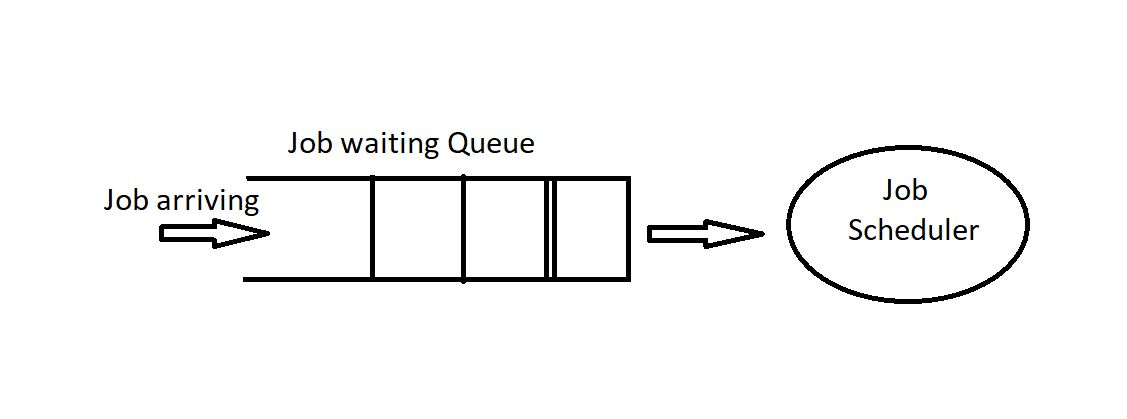 Job waiting Queue
Job arriving
Job
Scheduler